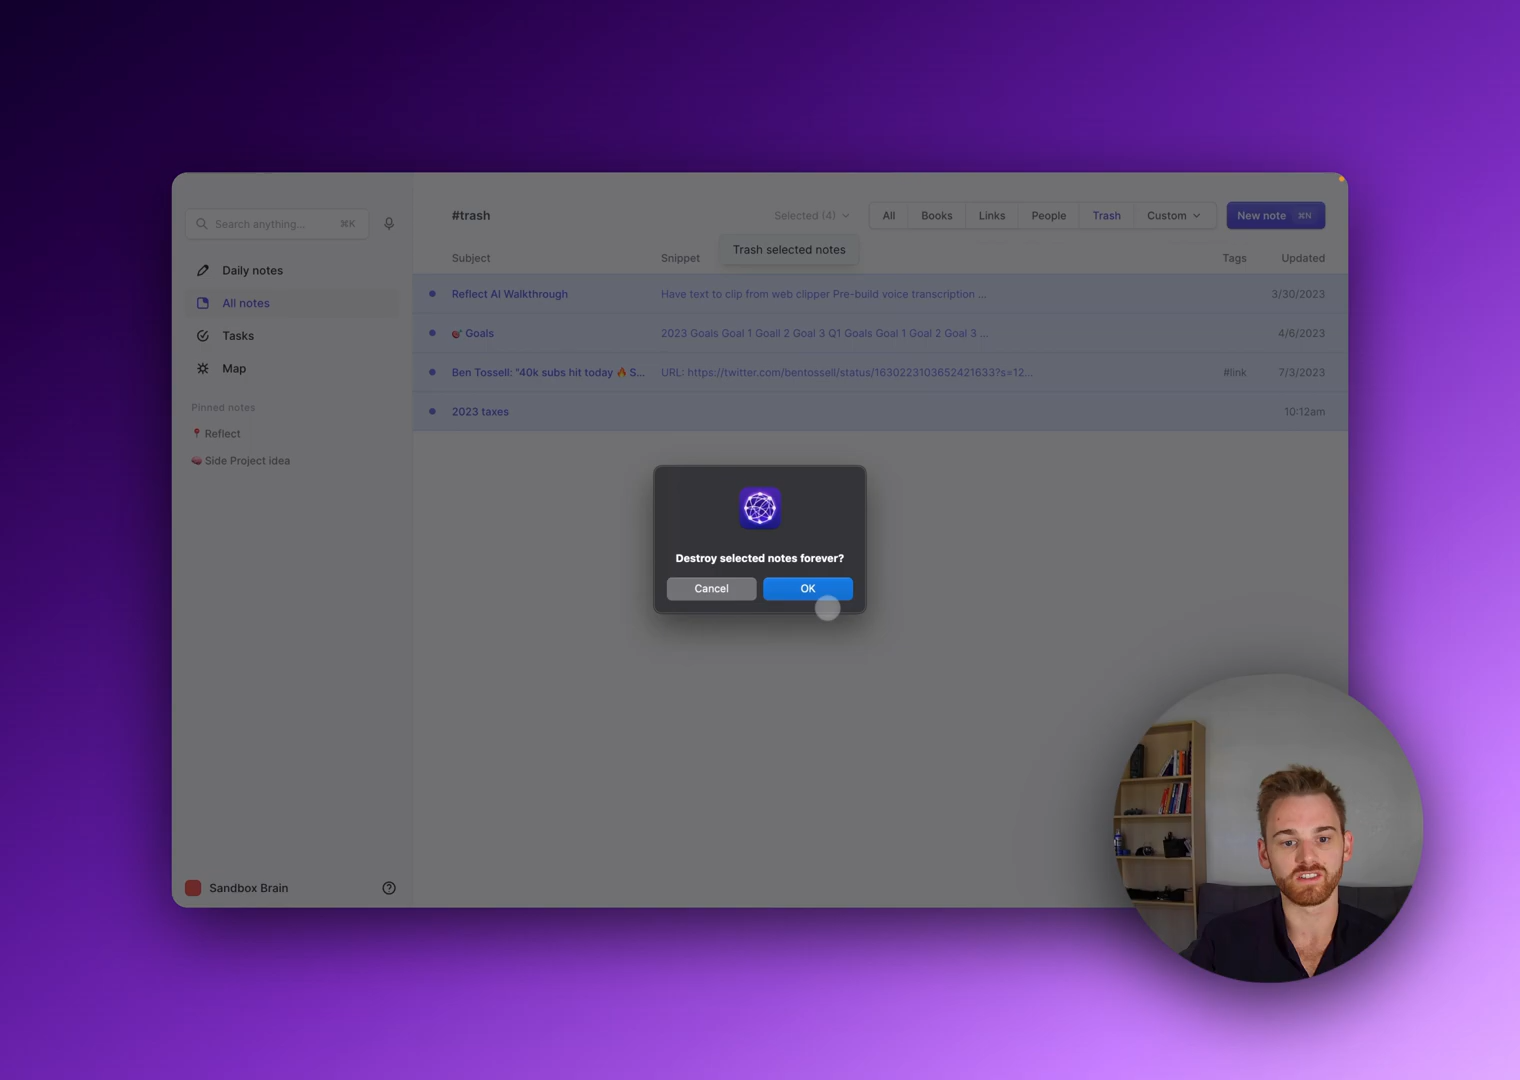 Search anything... ⌘K
Daily notes
All notes
Tasks
Map
Pinned notes
📍 Reflect
🧠 Side Project idea
Sandbox Brain
#trash
Selected (4)
All Books Links People Trash Custom
New note ⌘N
Trash selected notes
Subject Snippet Tags Updated
Reflect AI Walkthrough Have text to clip from web clipper Pre-build voice transcription ... 3/30/2023
🎯 Goals 2023 Goals Goal 1 Goall 2 Goal 3 Q1 Goals Goal 1 Goal 2 Goal 3 ... 4/6/2023
Ben Tossell: "40k subs hit today 🔥 S... URL: https://twitter.com/bentossell/status/1630223103652421633?s=12... #link 7/3/2023
2023 taxes 10:12am
Destroy selected notes forever?
Cancel OK